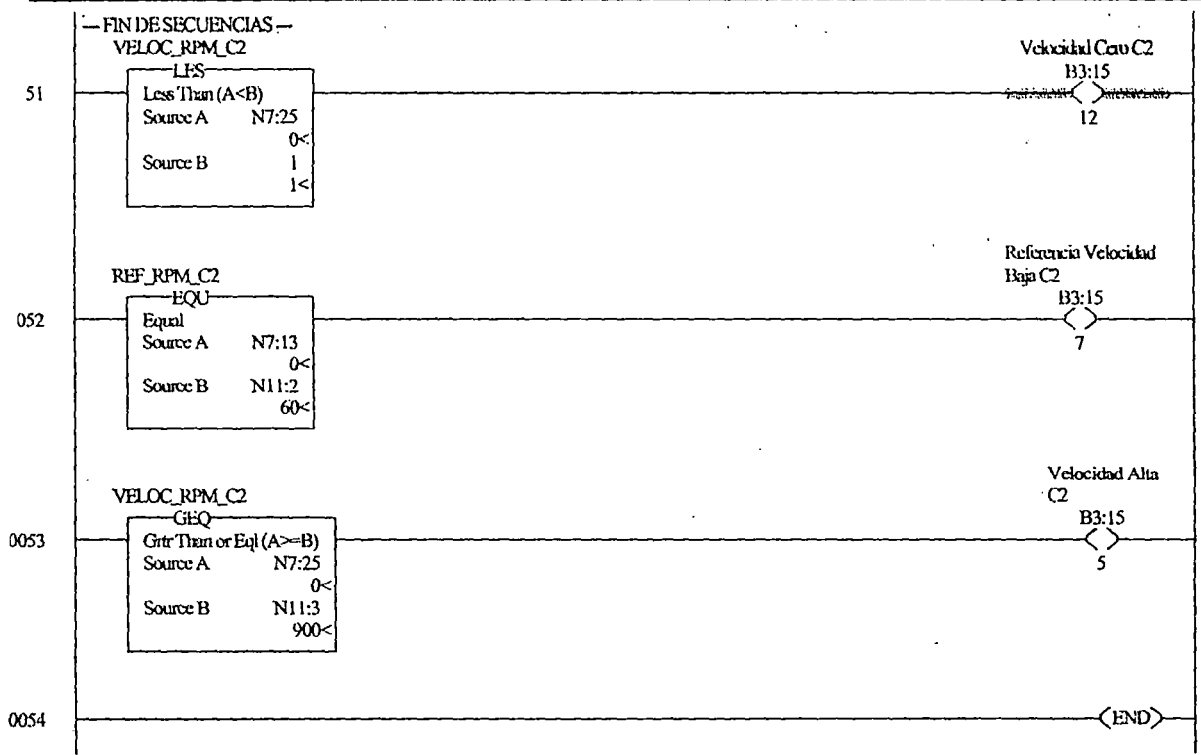 — FIN DE SECUENCIAS —
VELOC_RPM_C2
LES
Less Than (A<B)
Source A N7:25
0<
Source B 1
1<
51
Velocidad Cero C2
B3:15
12
REF_RPM_C2
EQU
Equal
Source A N7:13
0<
Source B N11:2
60<
052
Referencia Velocidad
Baja C2
B3:15
7
VELOC_RPM_C2
GEQ
Grtr Than or Eql (A>=B)
Source A N7:25
0<
Source B N11:3
900<
0053
Velocidad Alta
C2
B3:15
5
0054
END